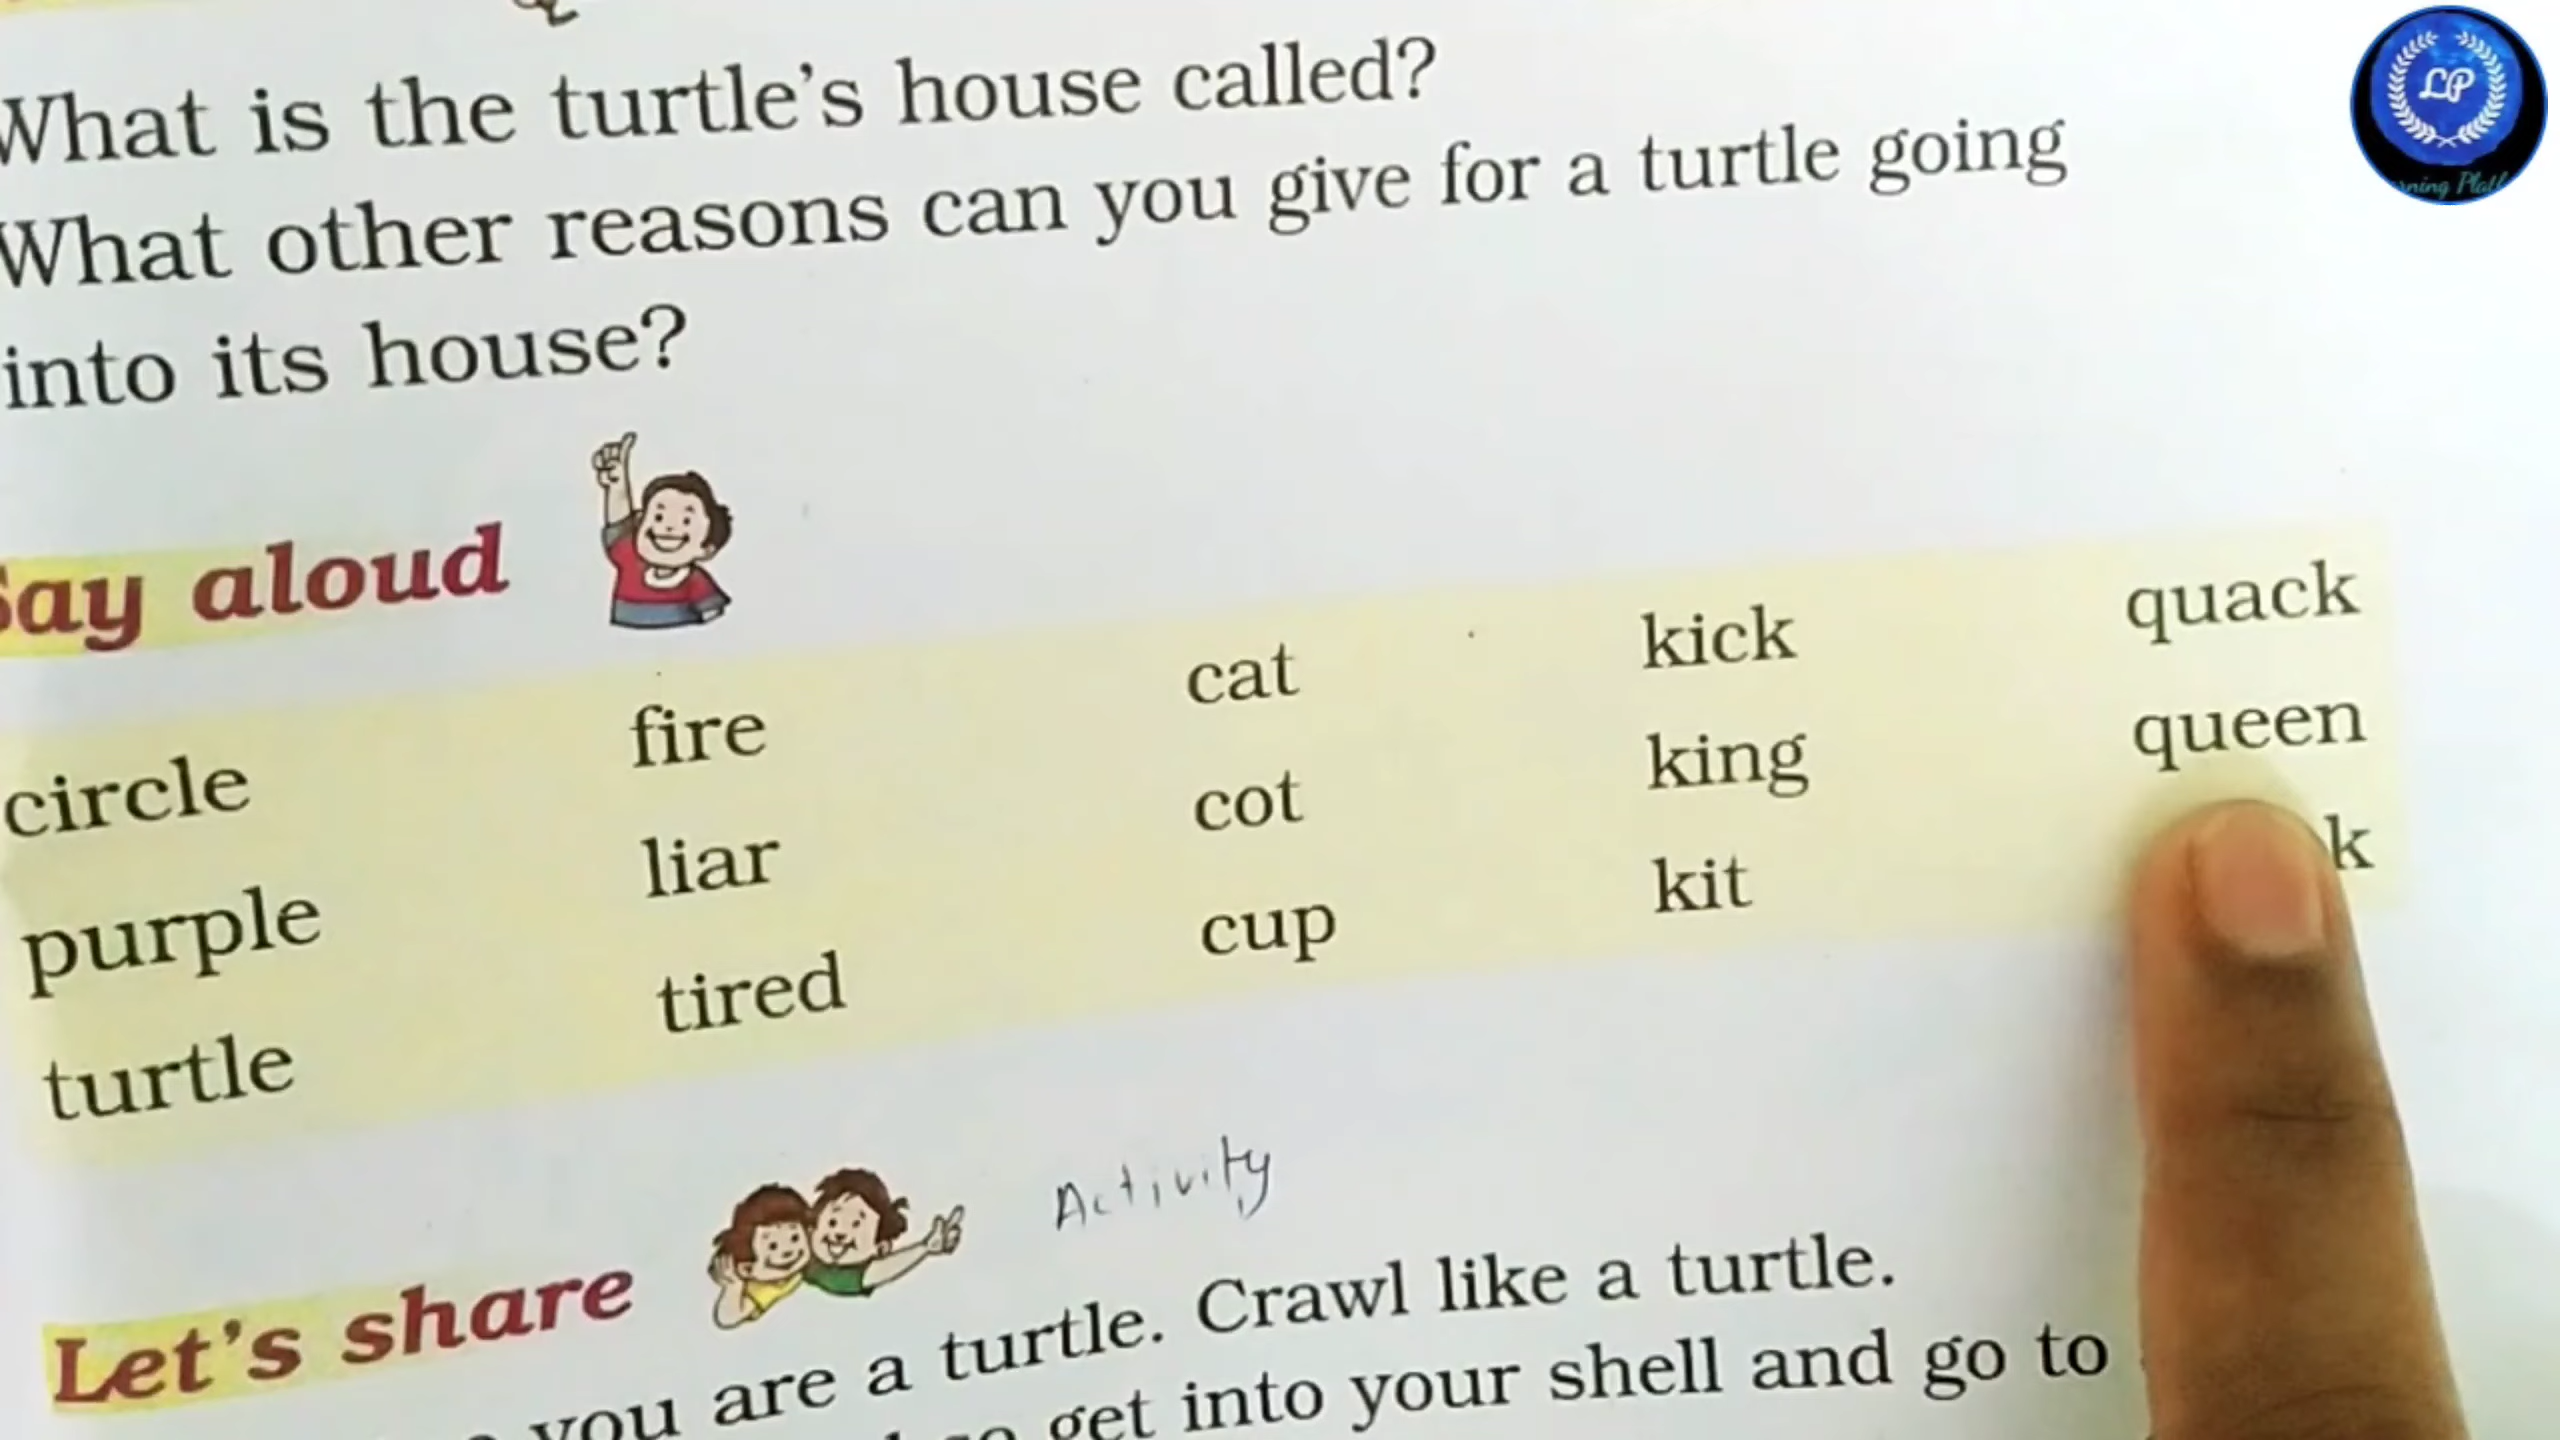 What is the turtle's house called?
What other reasons can you give for a turtle going
into its house?
Say aloud
circle fire cat kick quack
purple liar cot king queen
turtle tired cup kit k
Activity
Let's share
you are a turtle. Crawl like a turtle.
get into your shell and go to
LP